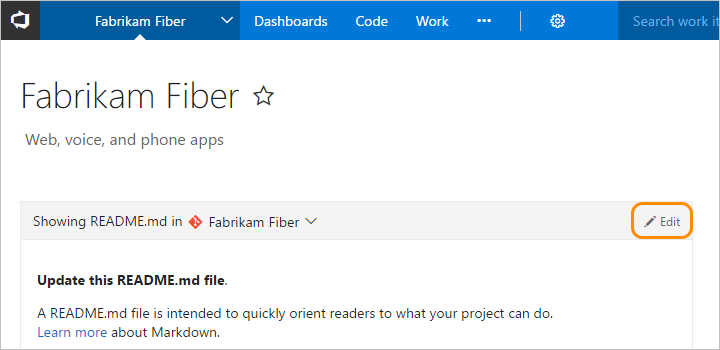 Fabrikam Fiber Dashboards Code Work ... Search work it
Fabrikam Fiber
Web, voice, and phone apps
Showing README.md in Fabrikam Fiber Edit
Update this README.md file.
A README.md file is intended to quickly orient readers to what your project can do.
Learn more about Markdown.